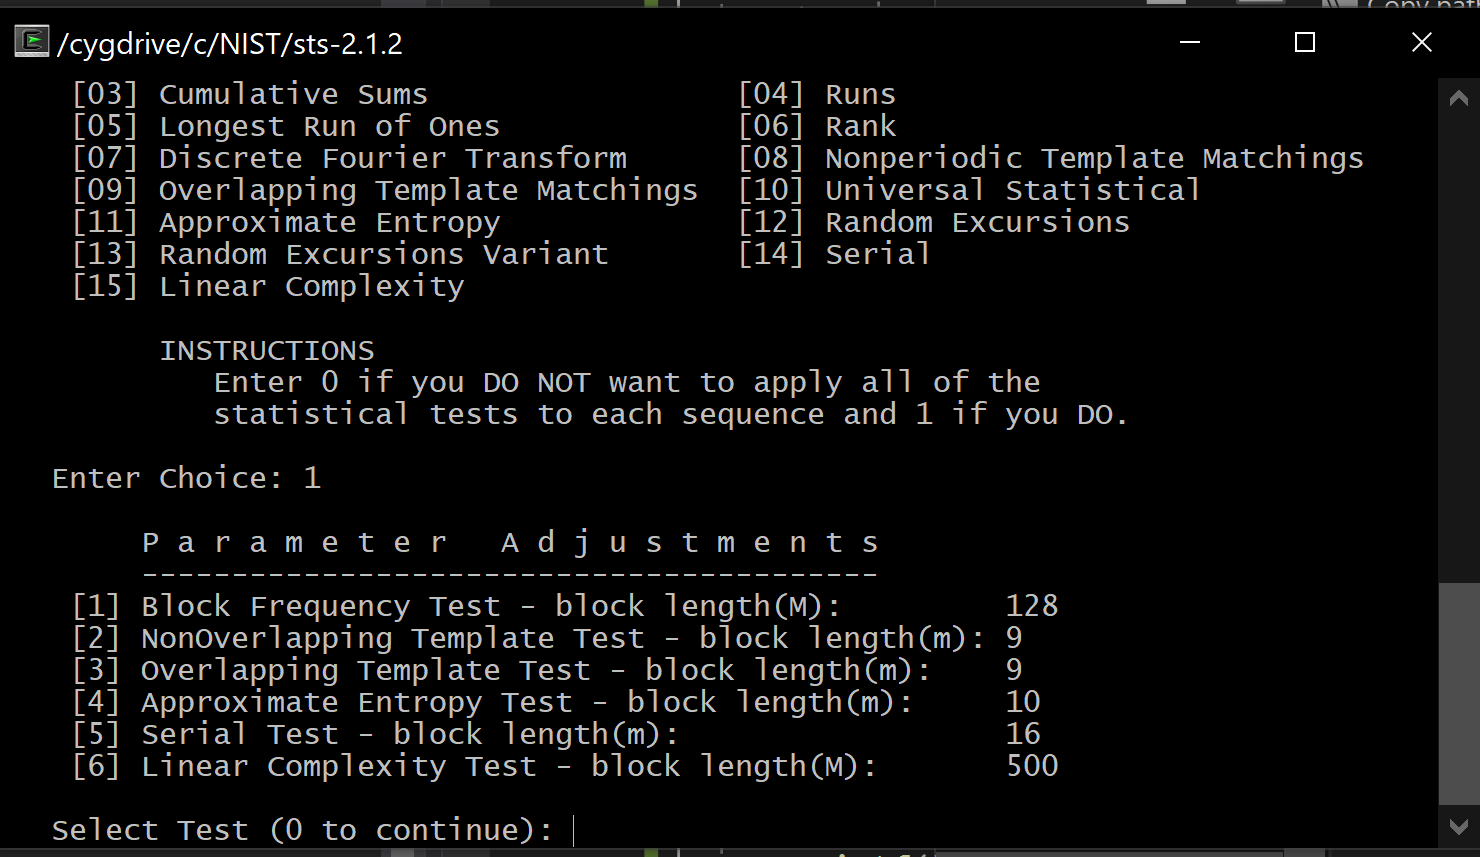 Copy path
/cygdrive/c/NIST/sts-2.1.2
[03] Cumulative Sums [04] Runs
[05] Longest Run of Ones [06] Rank
[07] Discrete Fourier Transform [08] Nonperiodic Template Matchings
[09] Overlapping Template Matchings [10] Universal Statistical
[11] Approximate Entropy [12] Random Excursions
[13] Random Excursions Variant [14] Serial
[15] Linear Complexity
INSTRUCTIONS
Enter 0 if you DO NOT want to apply all of the
statistical tests to each sequence and 1 if you DO.
Enter Choice: 1
P a r a m e t e r   A d j u s t m e n t s
-----------------------------------------
[1] Block Frequency Test - block length(M): 128
[2] NonOverlapping Template Test - block length(m): 9
[3] Overlapping Template Test - block length(m): 9
[4] Approximate Entropy Test - block length(m): 10
[5] Serial Test - block length(m): 16
[6] Linear Complexity Test - block length(M): 500
Select Test (0 to continue):